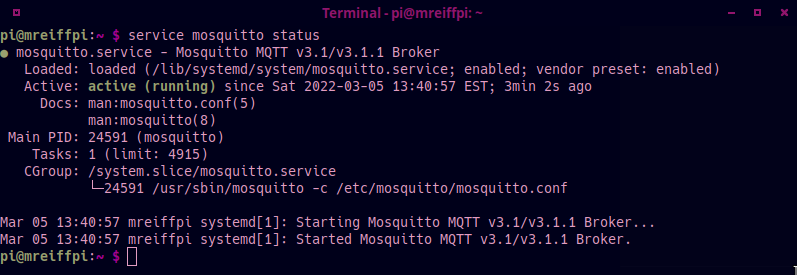 Terminal - pi@mreiffpi: ~
pi@mreiffpi:~ $ service mosquitto status
● mosquitto.service - Mosquitto MQTT v3.1/v3.1.1 Broker
   Loaded: loaded (/lib/systemd/system/mosquitto.service; enabled; vendor preset: enabled)
   Active: active (running) since Sat 2022-03-05 13:40:57 EST; 3min 2s ago
     Docs: man:mosquitto.conf(5)
           man:mosquitto(8)
 Main PID: 24591 (mosquitto)
    Tasks: 1 (limit: 4915)
   CGroup: /system.slice/mosquitto.service
           └─24591 /usr/sbin/mosquitto -c /etc/mosquitto/mosquitto.conf
Mar 05 13:40:57 mreiffpi systemd[1]: Starting Mosquitto MQTT v3.1/v3.1.1 Broker...
Mar 05 13:40:57 mreiffpi systemd[1]: Started Mosquitto MQTT v3.1/v3.1.1 Broker.
pi@mreiffpi:~ $